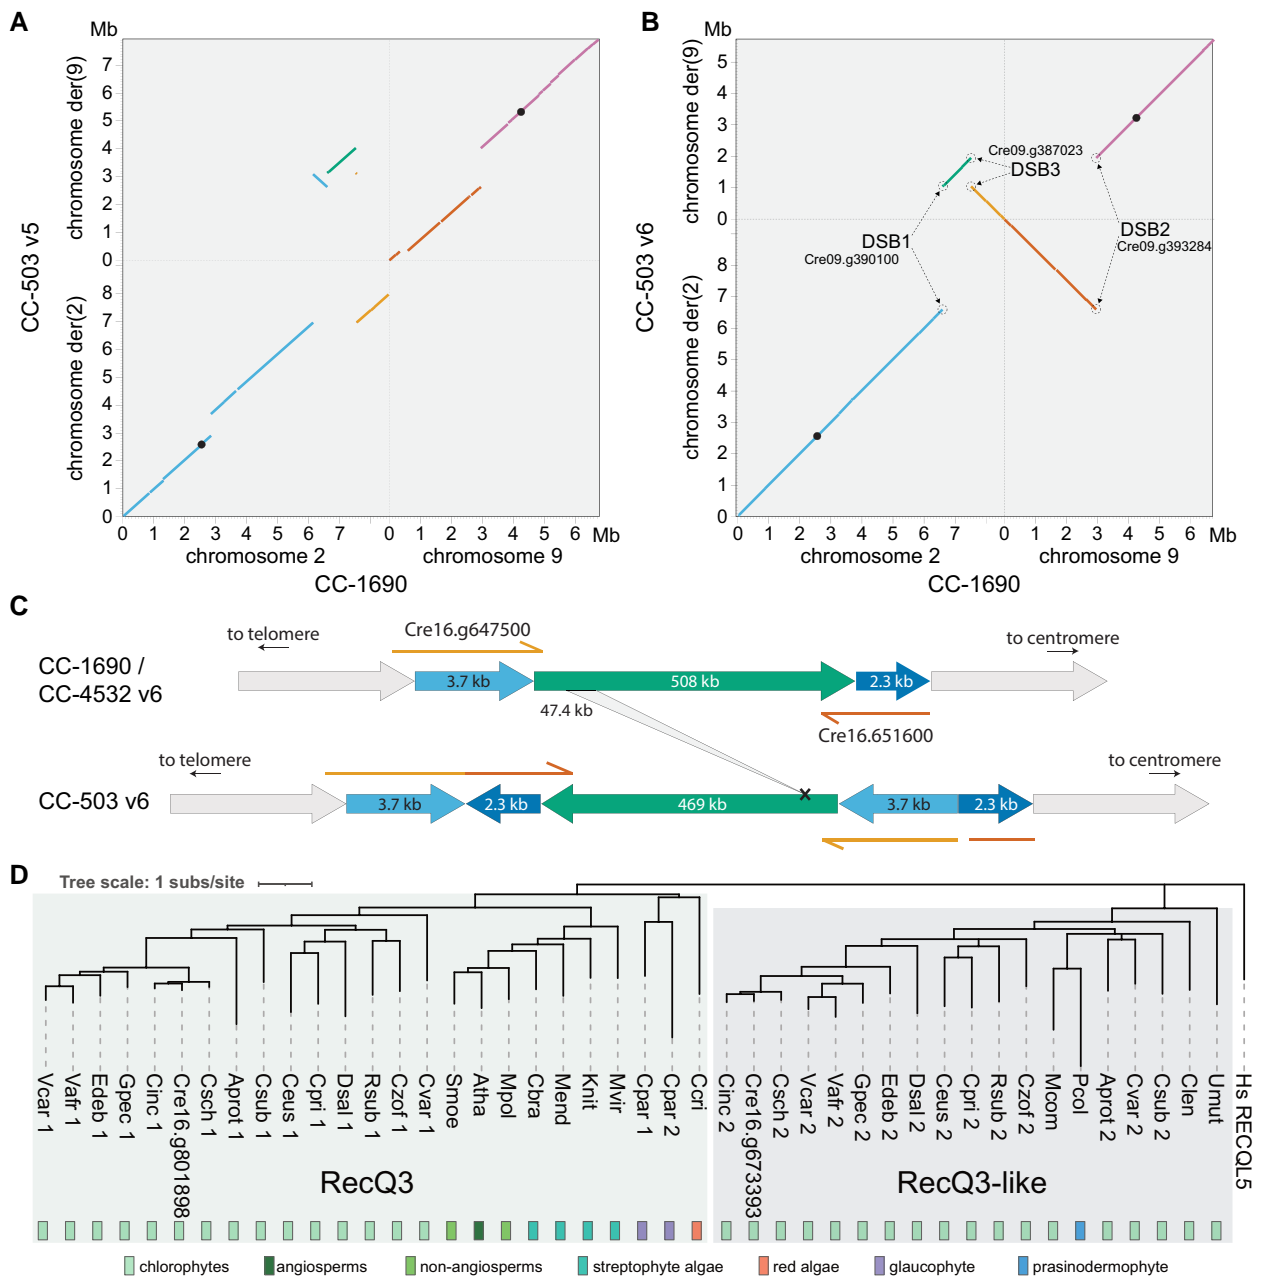 A
Mb
7
6
5
4
3
2
1
0
8
7
6
5
4
3
2
1
0
chromosome der(9)
chromosome der(2)
CC-503 v5
0 1 2 3 4 5 6 7 0 1 2 3 4 5 6 Mb
chromosome 2
chromosome 9
CC-1690
B
Mb
5
4
3
2
1
0
8
7
6
5
4
3
2
1
0
chromosome der(9)
chromosome der(2)
CC-503 v6
Cre09.g387023
DSB3
DSB1
Cre09.g390100
DSB2
Cre09.g393284
0 1 2 3 4 5 6 7 0 1 2 3 4 5 6 Mb
chromosome 2
chromosome 9
CC-1690
C
to telomere
Cre16.g647500
to centromere
CC-1690 /
CC-4532 v6
3.7 kb
508 kb
2.3 kb
47.4 kb
Cre16.651600
to telomere
to centromere
CC-503 v6
3.7 kb
2.3 kb
469 kb
3.7 kb
2.3 kb
D
Tree scale: 1 subs/site
Vcar 1
Vafr 1
Edeb 1
Gpec 1
Cinc 1
Cre16.g801898
Csch 1
Aprot 1
Csub 1
Ceus 1
Cpri 1
Dsal 1
Rsub 1
Czof 1
Cvar 1
Smoe
Atha
Mpol
Cbra
Mend
Knit
Mvir
Cpar 1
Cpar 2
Ccri
Cinc 2
Cre16.g673393
Csch 2
Vcar 2
Vafr 2
Gpec 2
Edeb 2
Dsal 2
Ceus 2
Cpri 2
Rsub 2
Czof 2
Mcom
Pcol
Aprot 2
Cvar 2
Csub 2
Clen
Umut
Hs RECQL5
RecQ3
RecQ3-like
chlorophytes
angiosperms
non-angiosperms
streptophyte algae
red algae
glaucophyte
prasinodermophyte